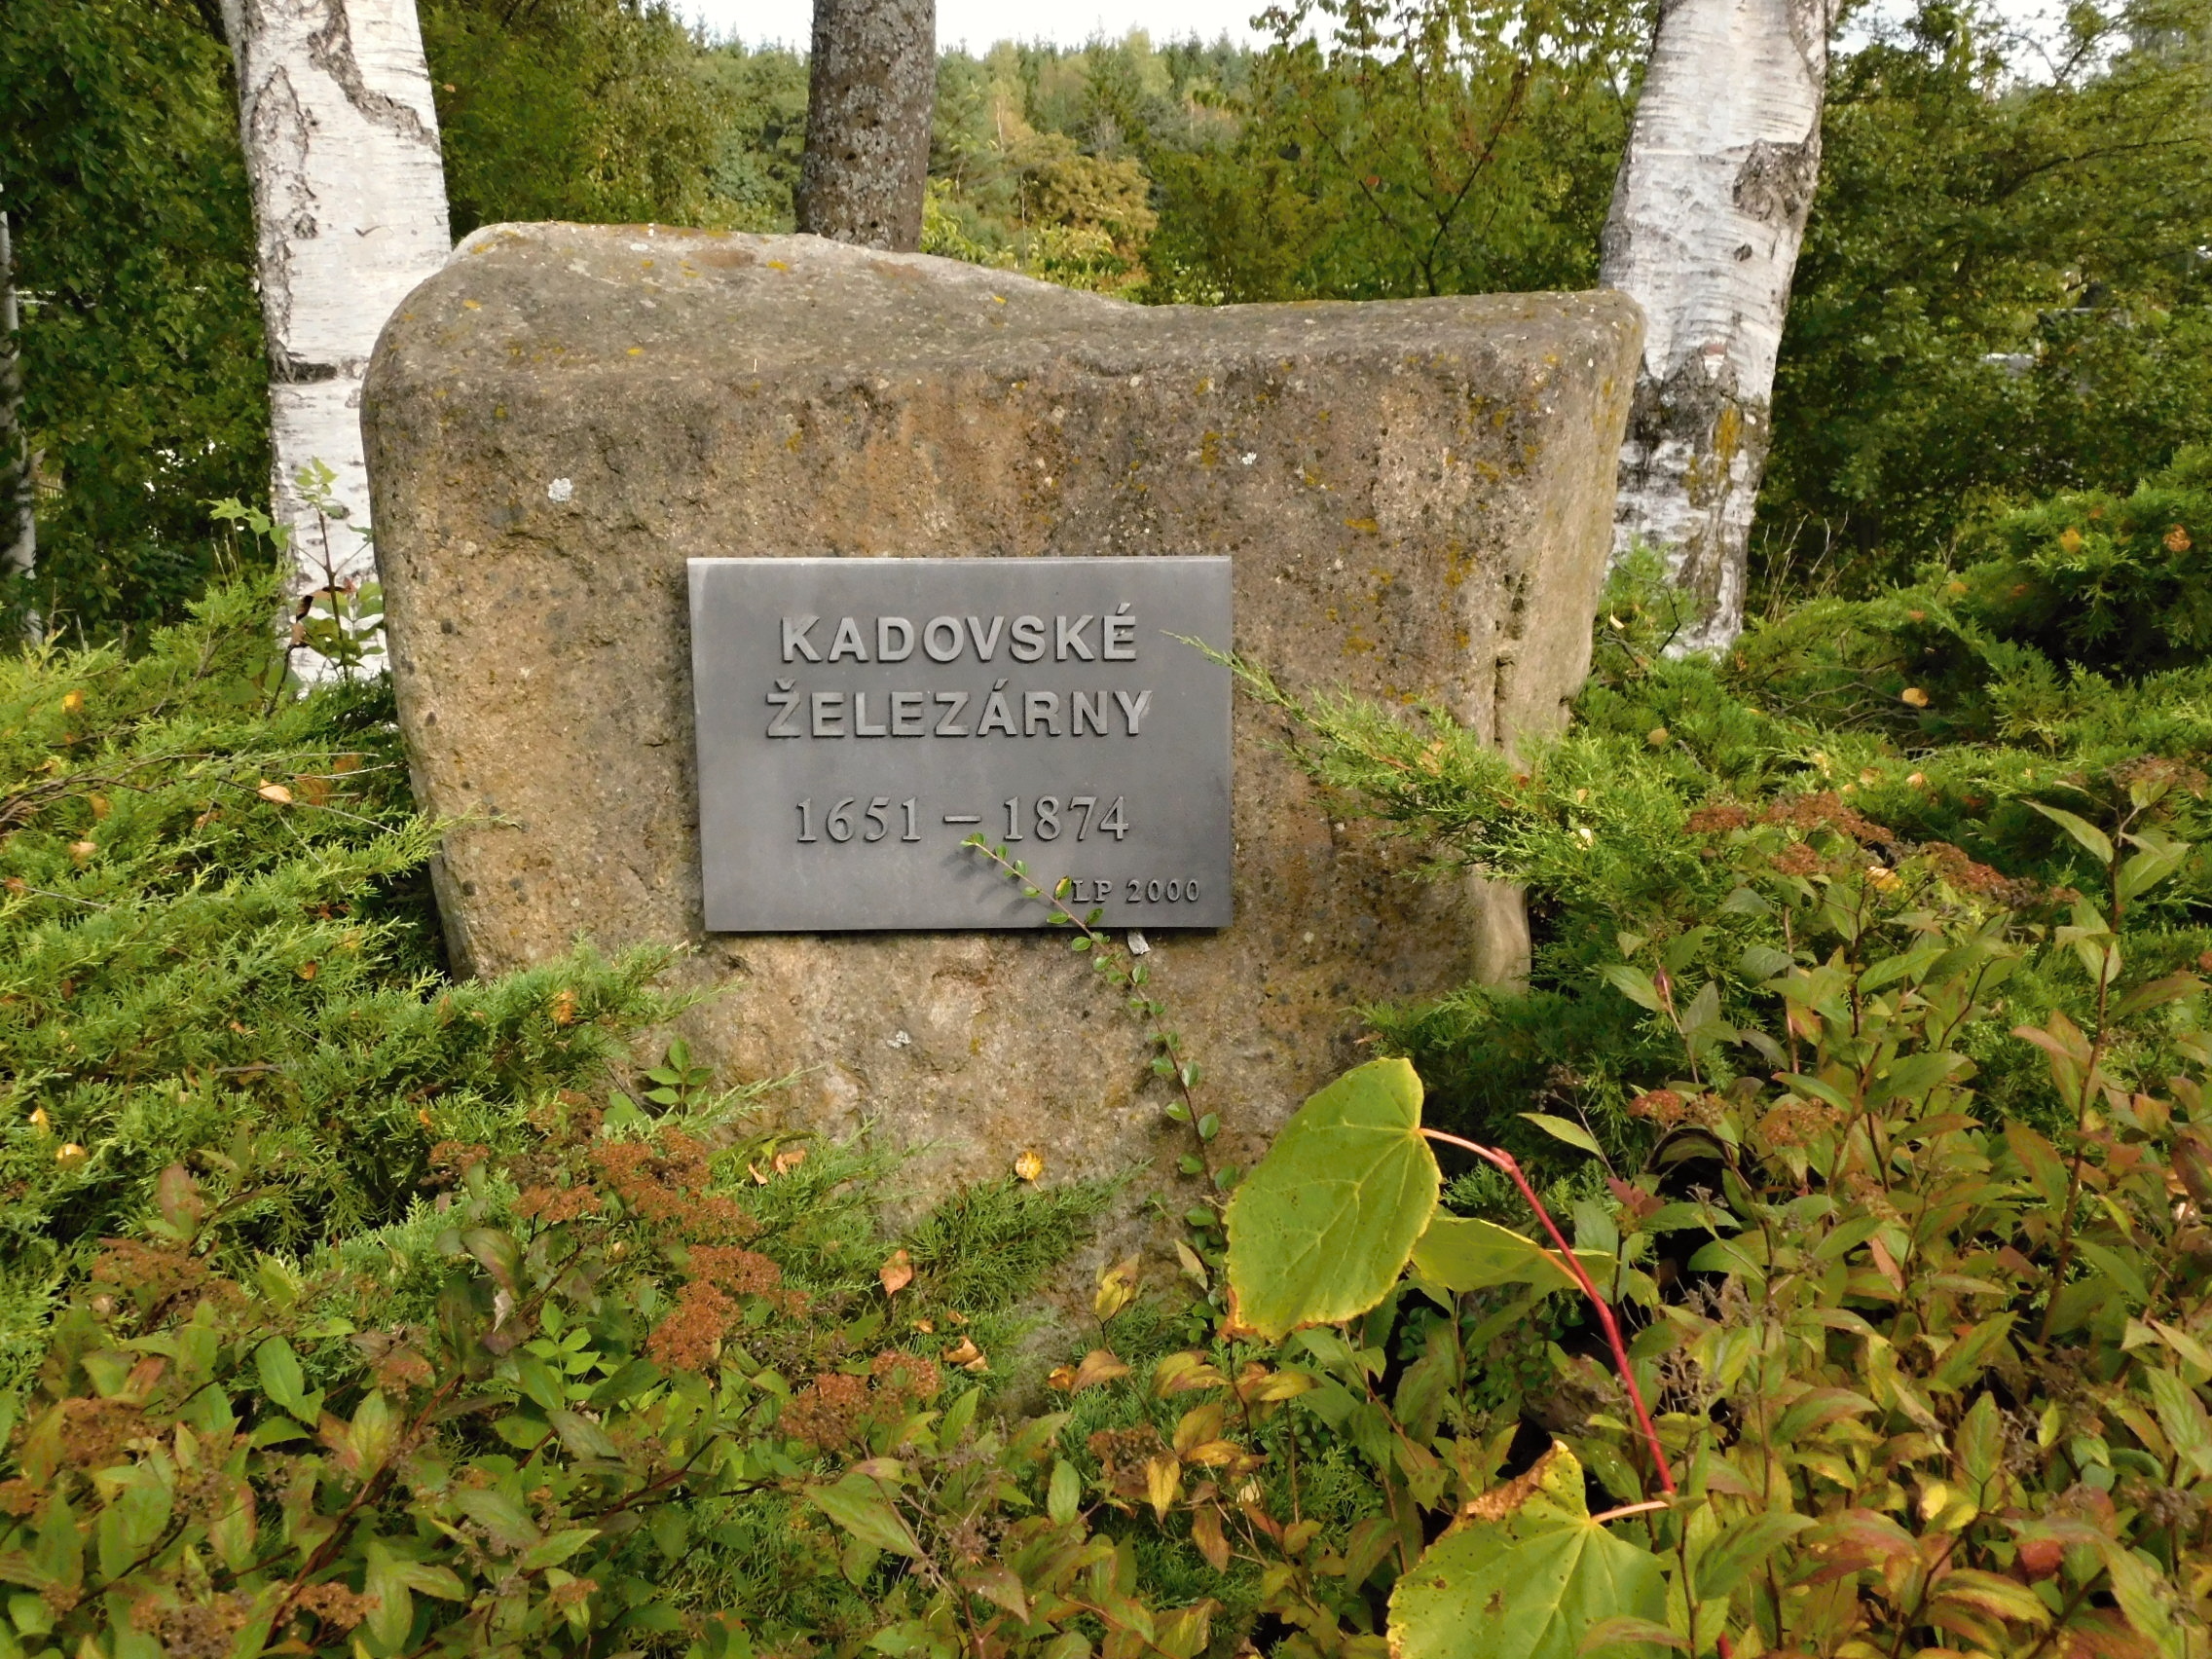 KADOVSKÉ
ŽELEZÁRNY
1651 – 1874
LP 2000